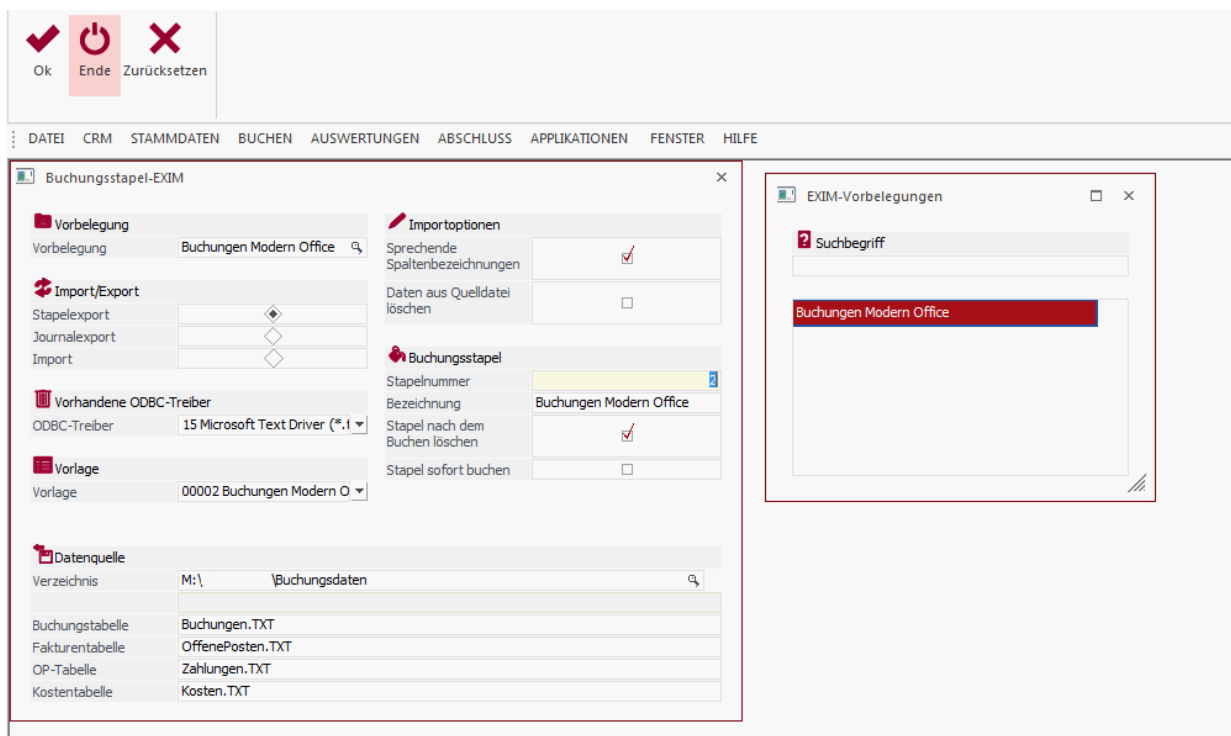 Ok Ende Zurücksetzen
DATEI CRM STAMMDATEN BUCHEN AUSWERTUNGEN ABSCHLUSS APPLIKATIONEN FENSTER HILFE
Buchungsstapel-EXIM
Vorbelegung
Vorbelegung Buchungen Modern Office
Import/Export
Stapelexport
Journalexport
Import
Vorhandene ODBC-Treiber
ODBC-Treiber 15 Microsoft Text Driver (*.t
Vorlage
Vorlage 00002 Buchungen Modern O
Importoptionen
Sprechende
Spaltenbezeichnungen
Daten aus Quelldatei
löschen
Buchungsstapel
Stapelnummer 2
Bezeichnung Buchungen Modern Office
Stapel nach dem
Buchen löschen
Stapel sofort buchen
Datenquelle
Verzeichnis M:\ \Buchungsdaten
Buchungstabelle Buchungen.TXT
Fakturentabelle OffenePosten.TXT
OP-Tabelle Zahlungen.TXT
Kostentabelle Kosten.TXT
EXIM-Vorbelegungen
Suchbegriff
Buchungen Modern Office